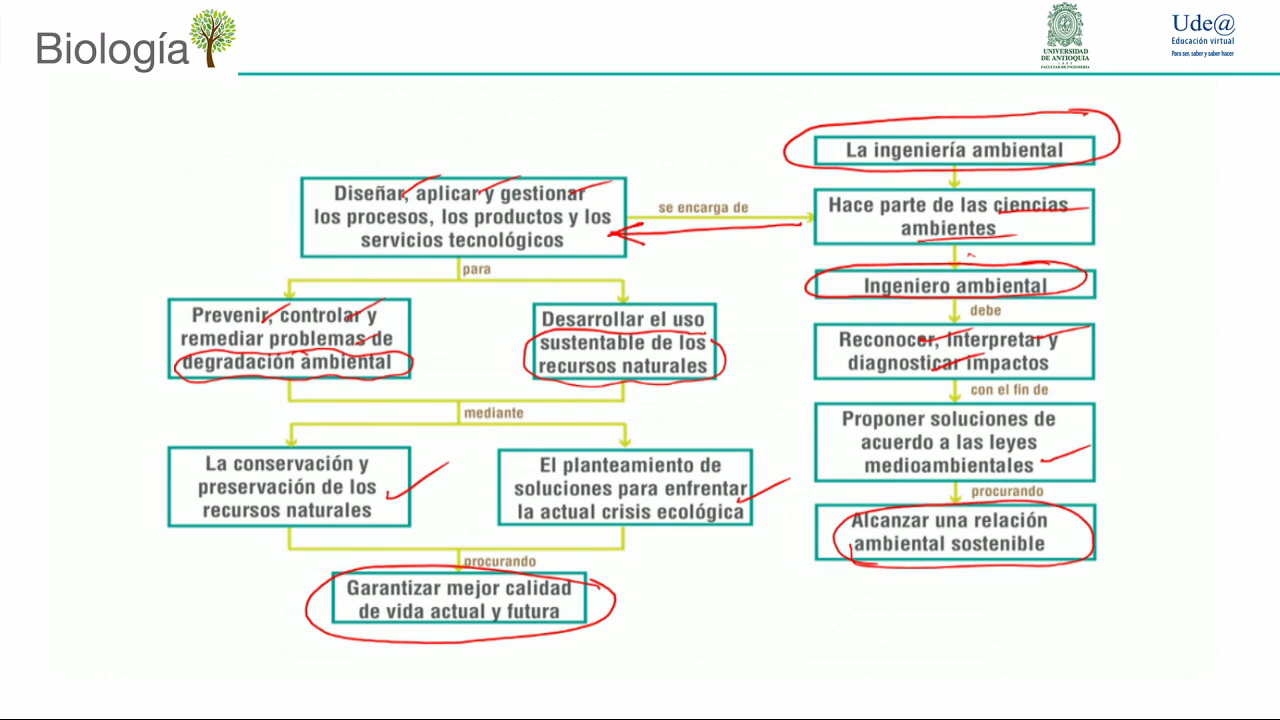 Biología
UNIVERSIDAD
DE ANTIOQUIA
1803
FACULTAD DE INGENIERÍA
Ude@
Educación virtual
Para ser, saber y saber hacer
La ingeniería ambiental
Hace parte de las ciencias
ambientes
se encarga de
Diseñar, aplicar y gestionar
los procesos, los productos y los
servicios tecnológicos
para
Prevenir, controlar y
remediar problemas de
degradación ambiental
Desarrollar el uso
sustentable de los
recursos naturales
mediante
La conservación y
preservación de los
recursos naturales
El planteamiento de
soluciones para enfrentar
la actual crisis ecológica
procurando
Garantizar mejor calidad
de vida actual y futura
Ingeniero ambiental
debe
Reconocer, interpretar y
diagnosticar impactos
con el fin de
Proponer soluciones de
acuerdo a las leyes
medioambientales
procurando
Alcanzar una relación
ambiental sostenible